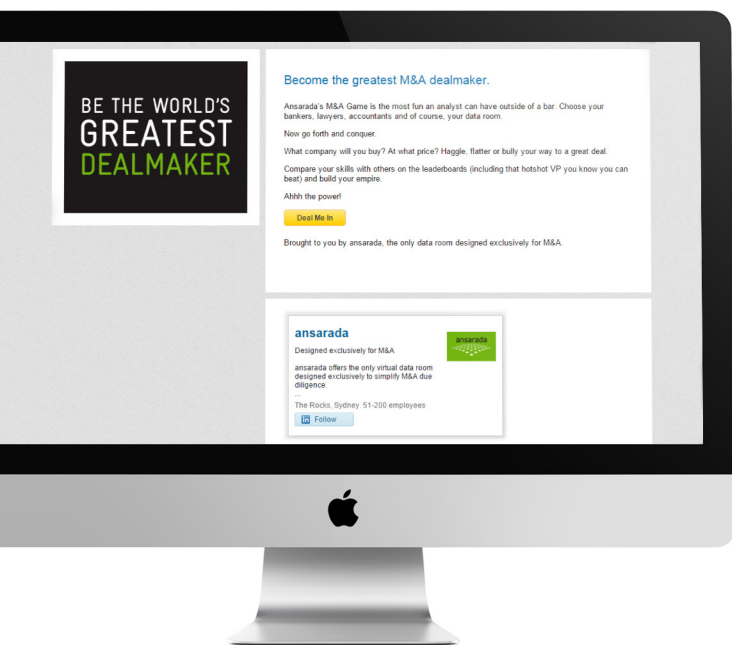 BE THE WORLD'S
GREATEST
DEALMAKER
Become the greatest M&A dealmaker.
Ansarada's M&A Game is the most fun an analyst can have outside of a bar. Choose your
bankers, lawyers, accountants and of course, your data room.
Now go forth and conquer.
What company will you buy? At what price? Haggle, flatter or bully your way to a great deal.
Compare your skills with others on the leaderboards (including that hotshot VP you know you can
beat) and build your empire.
Ahhh the power!
Deal Me In
Brought to you by ansarada, the only data room designed exclusively for M&A.
ansarada
ansarada
Designed exclusively for M&A
ansarada offers the only virtual data room
designed exclusively to simplify M&A due
diligence.
...
The Rocks, Sydney. 51-200 employees
in Follow